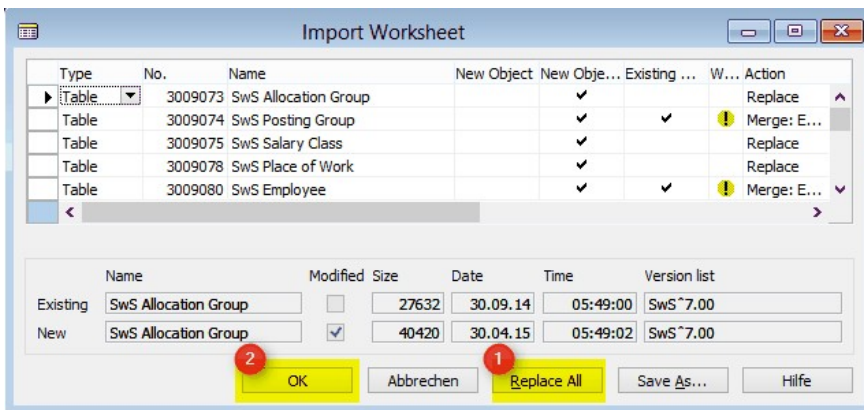 Import Worksheet
Type No. Name New Object New Obje... Existing ... W... Action
Table 3009073 SwS Allocation Group Replace
Table 3009074 SwS Posting Group Merge: E...
Table 3009075 SwS Salary Class Replace
Table 3009078 SwS Place of Work Replace
Table 3009080 SwS Employee Merge: E...
Name Modified Size Date Time Version list
Existing SwS Allocation Group 27632 30.09.14 05:49:00 SwS^7.00
New SwS Allocation Group 40420 30.04.15 05:49:02 SwS^7.00
2 1
OK Abbrechen Replace All Save As... Hilfe